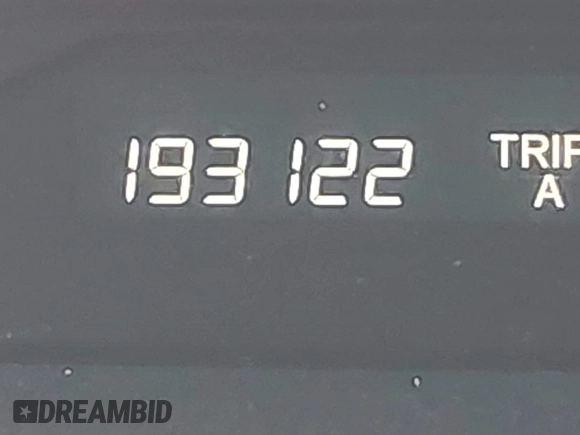 193122
TRIP
A
DREAMBID